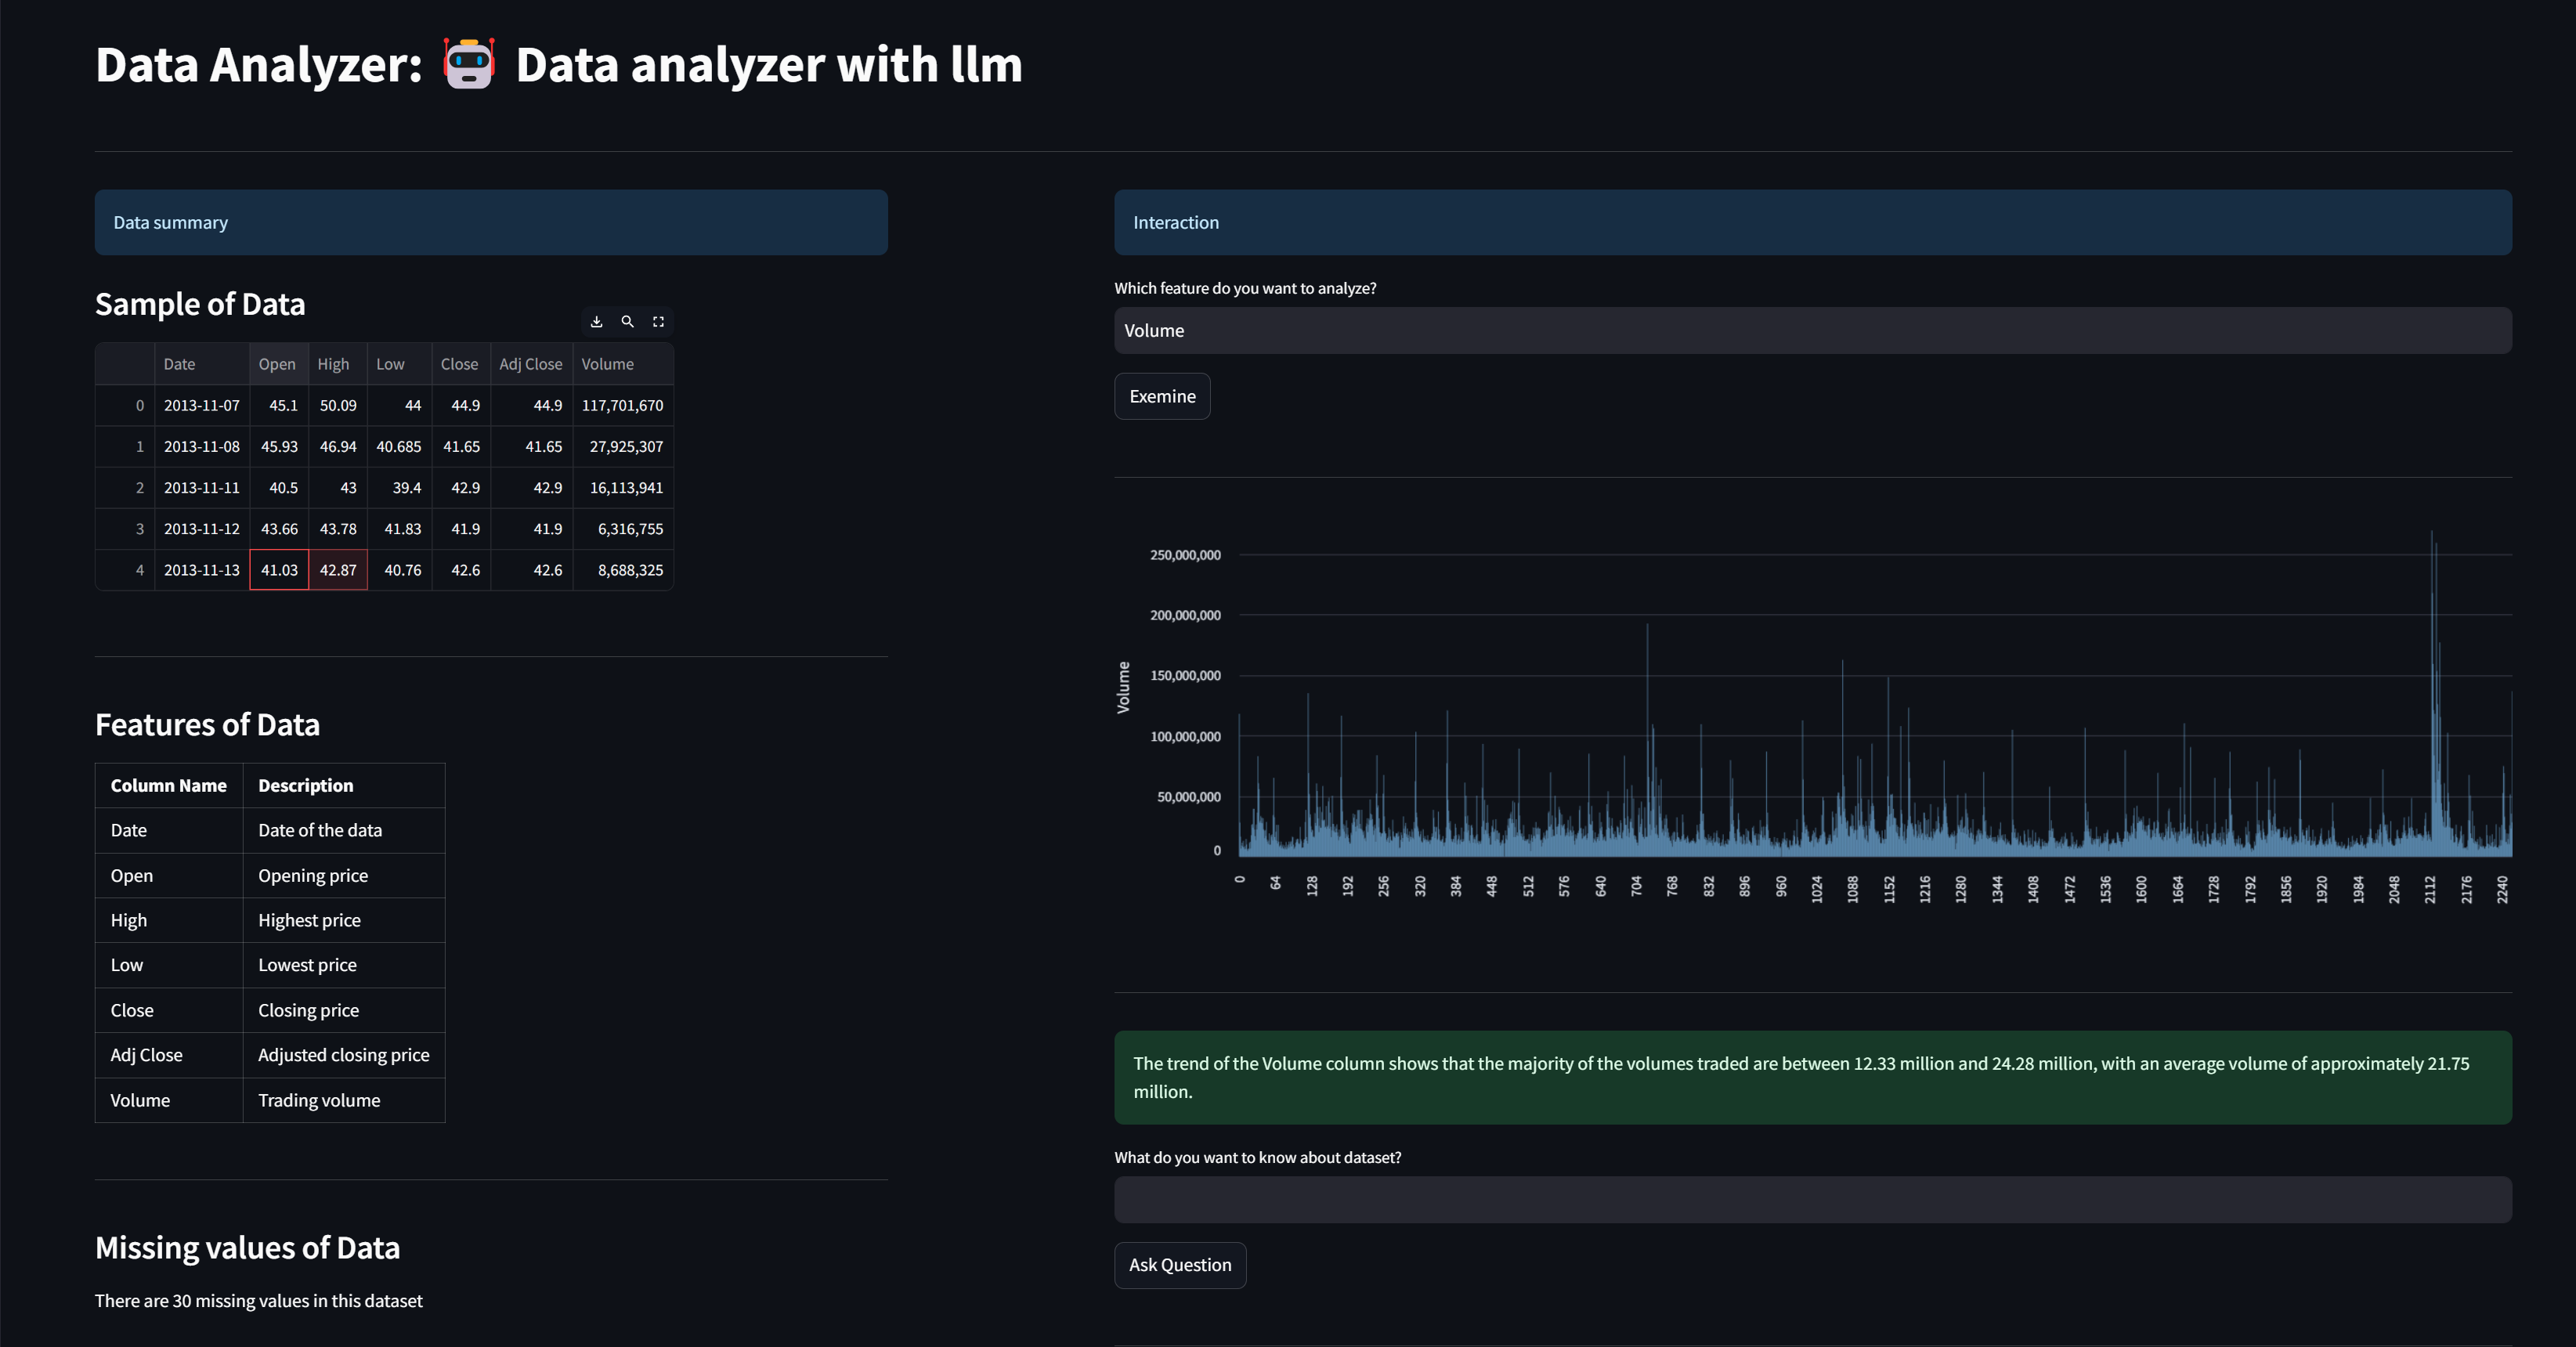 Data Analyzer: 🤖 Data analyzer with llm
Data summary
Sample of Data
Date Open High Low Close Adj Close Volume
0 2013-11-07 45.1 50.09 44 44.9 44.9 117,701,670
1 2013-11-08 45.93 46.94 40.685 41.65 41.65 27,925,307
2 2013-11-11 40.5 43 39.4 42.9 42.9 16,113,941
3 2013-11-12 43.66 43.78 41.83 41.9 41.9 6,316,755
4 2013-11-13 41.03 42.87 40.76 42.6 42.6 8,688,325
Features of Data
Column Name Description
Date Date of the data
Open Opening price
High Highest price
Low Lowest price
Close Closing price
Adj Close Adjusted closing price
Volume Trading volume
Missing values of Data
There are 30 missing values in this dataset
Interaction
Which feature do you want to analyze?
Volume
Exemine
Volume
250,000,000
200,000,000
150,000,000
100,000,000
50,000,000
0
0 64 128 192 256 320 384 448 512 576 640 704 768 832 896 960 1024 1088 1152 1216 1280 1344 1408 1472 1536 1600 1664 1728 1792 1856 1920 1984 2048 2112 2176 2240
The trend of the Volume column shows that the majority of the volumes traded are between 12.33 million and 24.28 million, with an average volume of approximately 21.75
million.
What do you want to know about dataset?
Ask Question